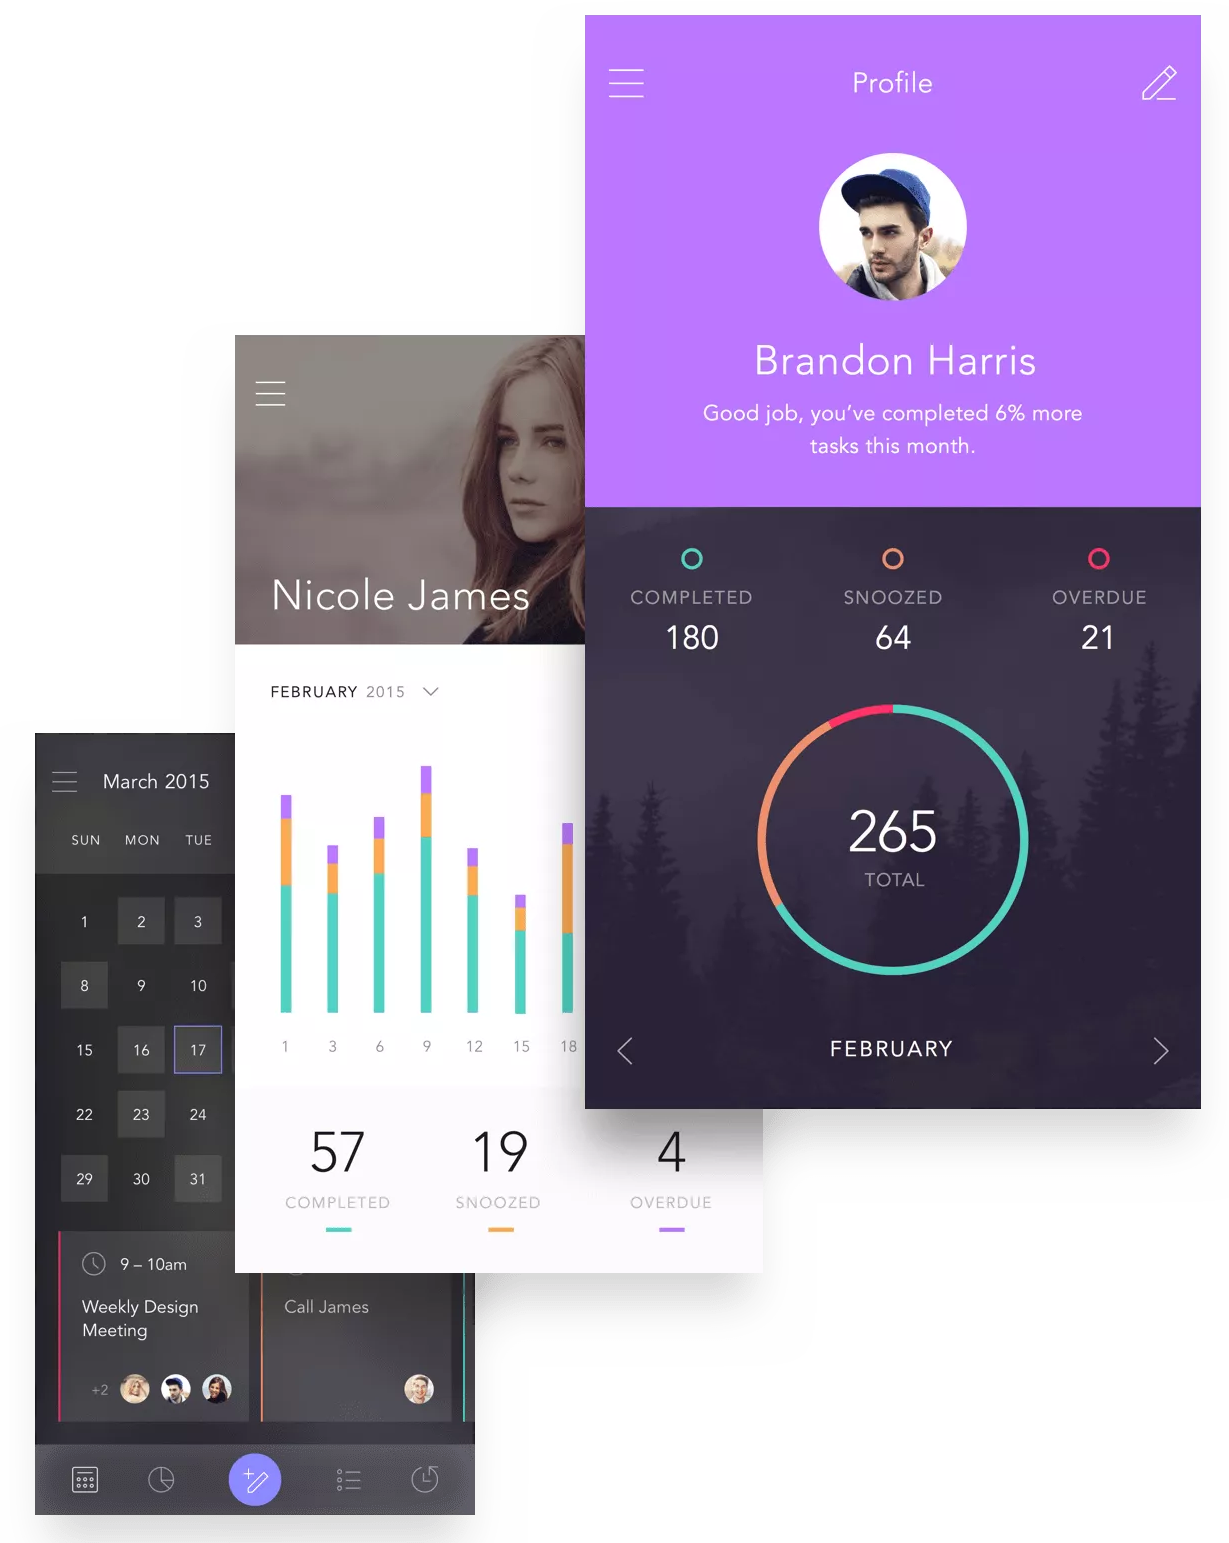 Profile
Brandon Harris
Good job, you've completed 6% more
tasks this month.
COMPLETED SNOOZED OVERDUE
180 64 21
265
TOTAL
FEBRUARY
Nicole James
FEBRUARY 2015
1 3 6 9 12 15 18
57 19 4
COMPLETED SNOOZED OVERDUE
March 2015
SUN MON TUE
1 2 3
8 9 10
15 16 17
22 23 24
29 30 31
9 – 10am
Weekly Design
Meeting
+2
Call James